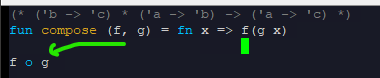 (* ('b -> 'c) * ('a -> 'b) -> ('a -> 'c) *)
fun compose (f, g) = fn x => f(g x)
f o g